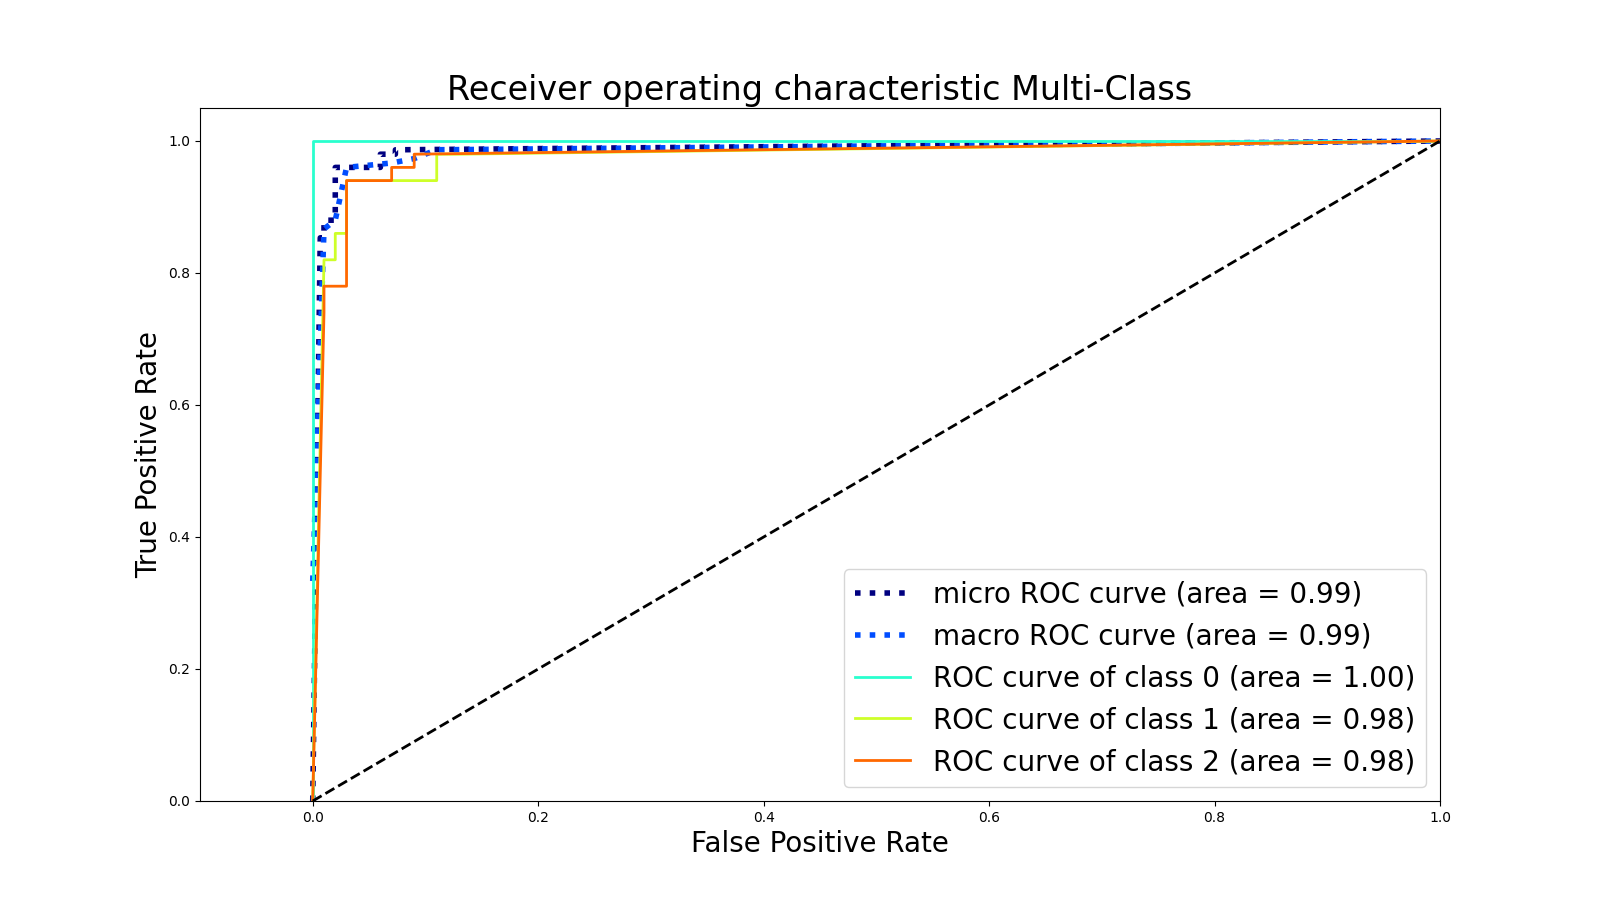 Receiver operating characteristic Multi-Class
1.0
0.8
0.6
0.4
0.2
0.0
True Positive Rate
micro ROC curve (area = 0.99)
macro ROC curve (area = 0.99)
ROC curve of class 0 (area = 1.00)
ROC curve of class 1 (area = 0.98)
ROC curve of class 2 (area = 0.98)
0.0 0.2 0.4 0.6 0.8 1.0
False Positive Rate